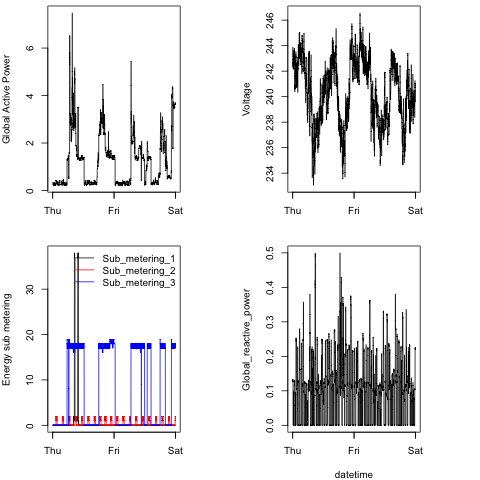 Global Active Power
0
2
4
6
Thu
Fri
Sat
Voltage
234
236
238
240
242
244
246
Thu
Fri
Sat
Energy sub metering
0
10
20
30
Sub_metering_1
Sub_metering_2
Sub_metering_3
Thu
Fri
Sat
Global_reactive_power
0.0
0.1
0.2
0.3
0.4
0.5
Thu
Fri
Sat
datetime